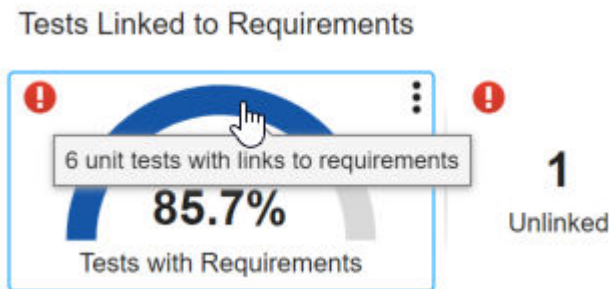 Tests Linked to Requirements
6 unit tests with links to requirements
85.7%
Tests with Requirements
1
Unlinked